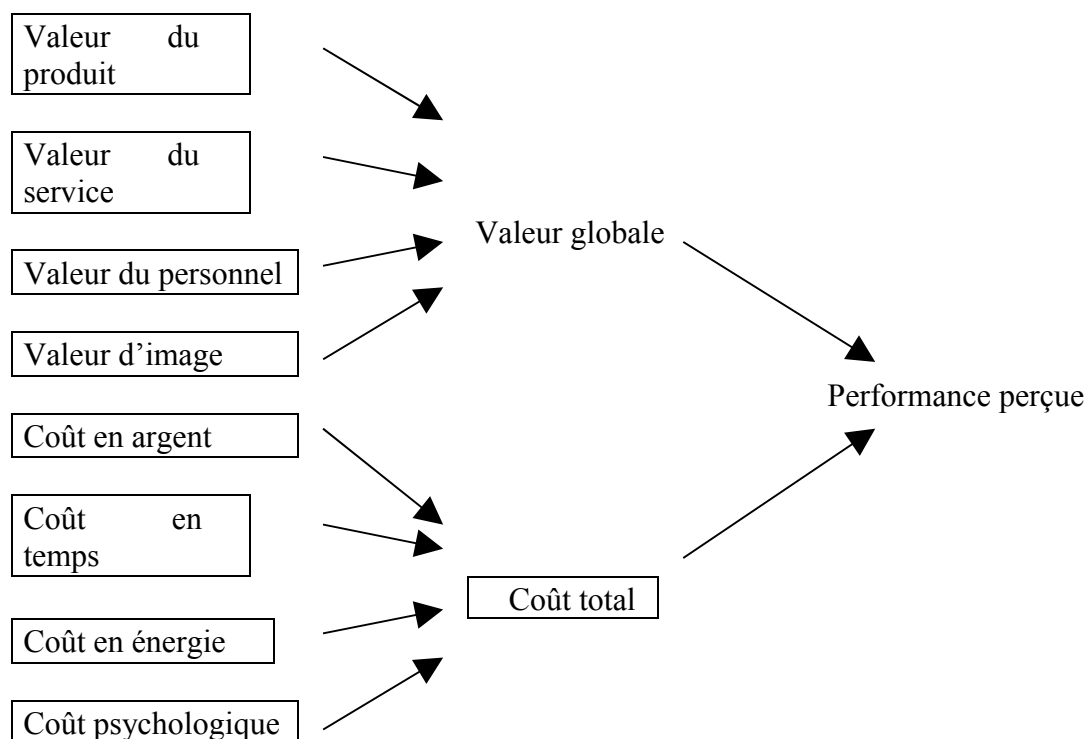 Valeur du
produit
Valeur du
service
Valeur globale
Valeur du personnel
Valeur d’image
Performance perçue
Coût en argent
Coût en
temps
Coût total
Coût en énergie
Coût psychologique